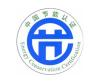 中国节能认证
Energy Conservation Certification